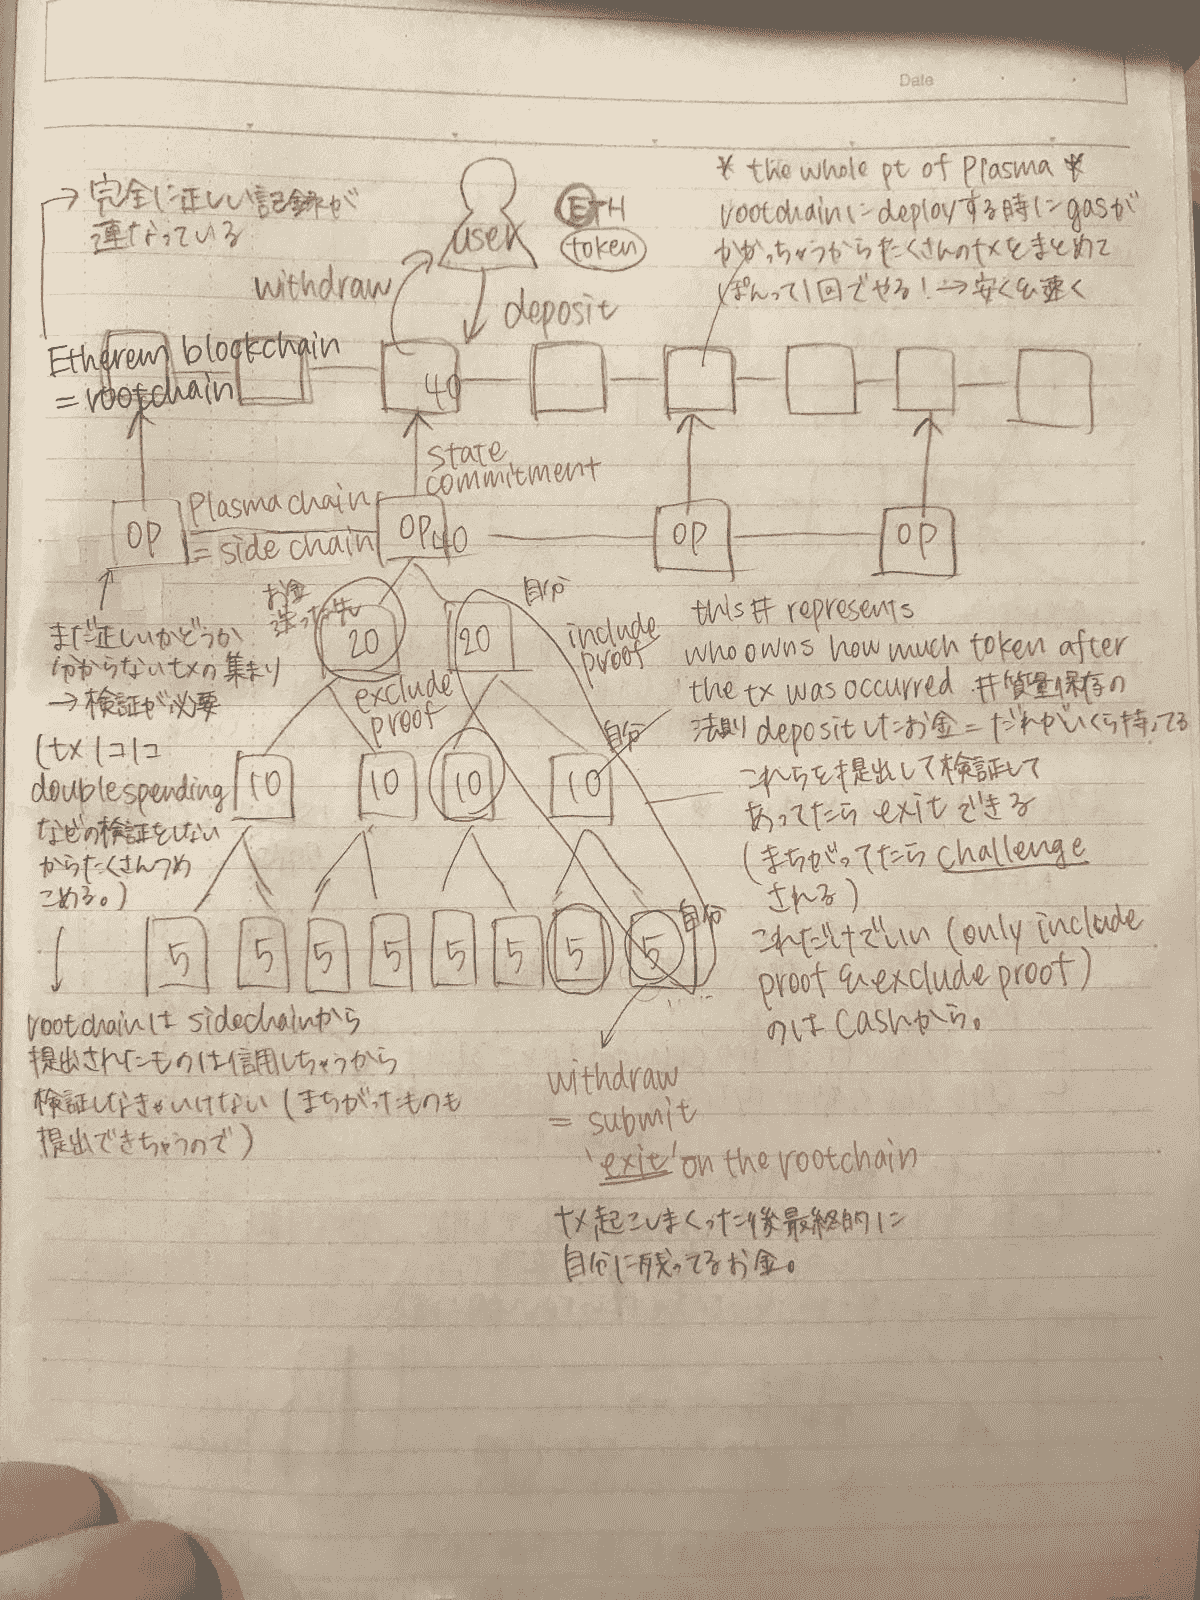 Date
→ 完全に正しい記録が
連なっている
user
ETH
token
withdraw
deposit
* the whole pt of Plasma *
rootchainにdeployする時にgasが
かかっちゃうからたくさんのtxをまとめて
ぽんって1回でやる！→ 安く&速く
Etherem blockchain
= rootchain
40
state
commitment
OP
Plasma chain
= side chain
OP 40
OP
OP
お金
送った先
自分
20
20
include
proof
exclude
proof
まだ正しいかどうか
分からないtxの集まり
→ 検証が必要
(tx 1コ1コ
doublespending
などの検証をしない
からたくさんつめ
こめる。)
this # represents
who owns how much token after
the tx was occurred #質量保存の
法則 depositしたお金=だれがいくら持ってる
自分
10
10
10
10
これらを提出して検証して
あってたら exitできる
(まちがってたら challenge
される)
自分
5
5
5
5
5
5
5
5
これだけでいい (only include
proof & exclude proof)
のは Cashから。
rootchainは sidechainから
提出されたものは信用しちゃうから
検証しなきゃいけない (まちがったものも
提出できちゃうので)
withdraw
= submit
'exit' on the rootchain
tx起こしまくった後最終的に
自分に残ってるお金。